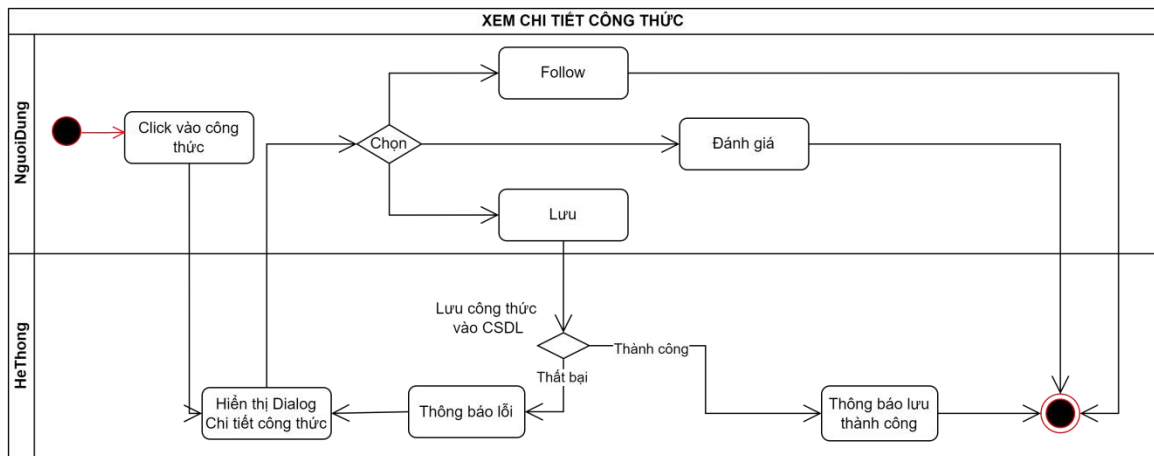 XEM CHI TIẾT CÔNG THỨC
NguoiDung
Click vào công
thức
Chọn
Follow
Đánh giá
Lưu
HeThong
Lưu công thức
vào CSDL
Thành công
Thất bại
Hiển thị Dialog
Chi tiết công thức
Thông báo lỗi
Thông báo lưu
thành công